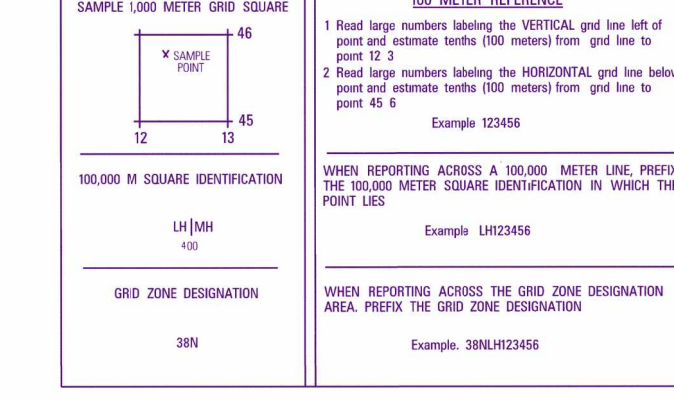 SAMPLE 1,000 METER GRID SQUARE
46
x SAMPLE
POINT
45
12 13
100,000 M SQUARE IDENTIFICATION
LH|MH
400
GRID ZONE DESIGNATION
38N
100 METER REFERENCE
1 Read large numbers labeling the VERTICAL grid line left of
point and estimate tenths (100 meters) from grid line to
point 12 3
2 Read large numbers labeling the HORIZONTAL grid line below
point and estimate tenths (100 meters) from grid line to
point 45 6
Example 123456
WHEN REPORTING ACROSS A 100,000 METER LINE, PREFIX
THE 100,000 METER SQUARE IDENTIFICATION IN WHICH THE
POINT LIES
Example LH123456
WHEN REPORTING ACROSS THE GRID ZONE DESIGNATION
AREA. PREFIX THE GRID ZONE DESIGNATION
Example. 38NLH123456